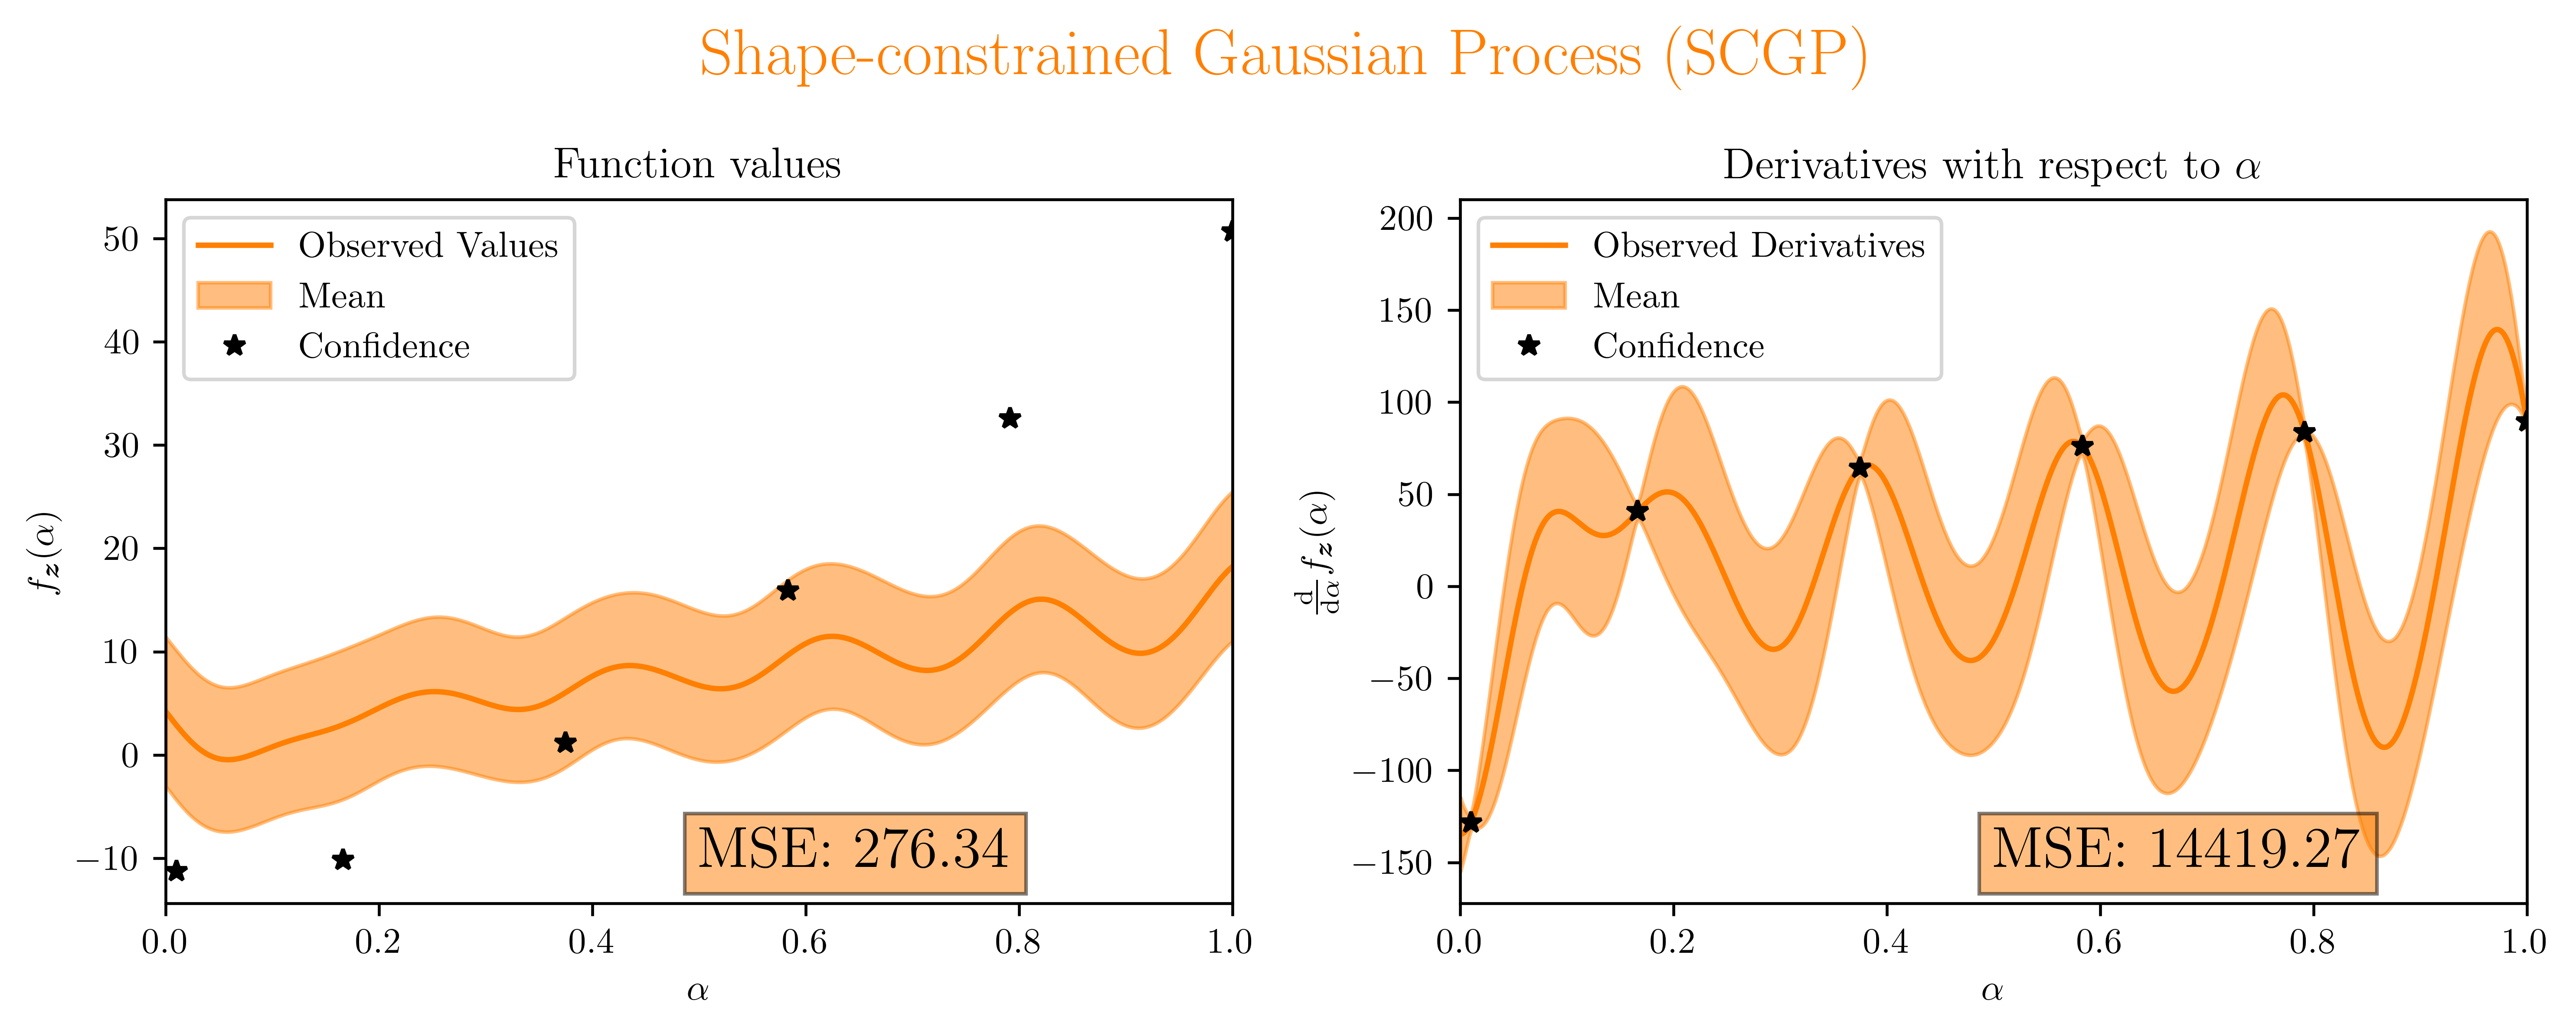 Shape-constrained Gaussian Process (SCGP)
Function values
50
40
30
20
10
0
−10
f_z(α)
Observed Values
Mean
Confidence
MSE: 276.34
0.0 0.2 0.4 0.6 0.8 1.0
α
Derivatives with respect to α
200
150
100
50
0
−50
−100
−150
d/dα f_z(α)
Observed Derivatives
Mean
Confidence
MSE: 14419.27
0.0 0.2 0.4 0.6 0.8 1.0
α